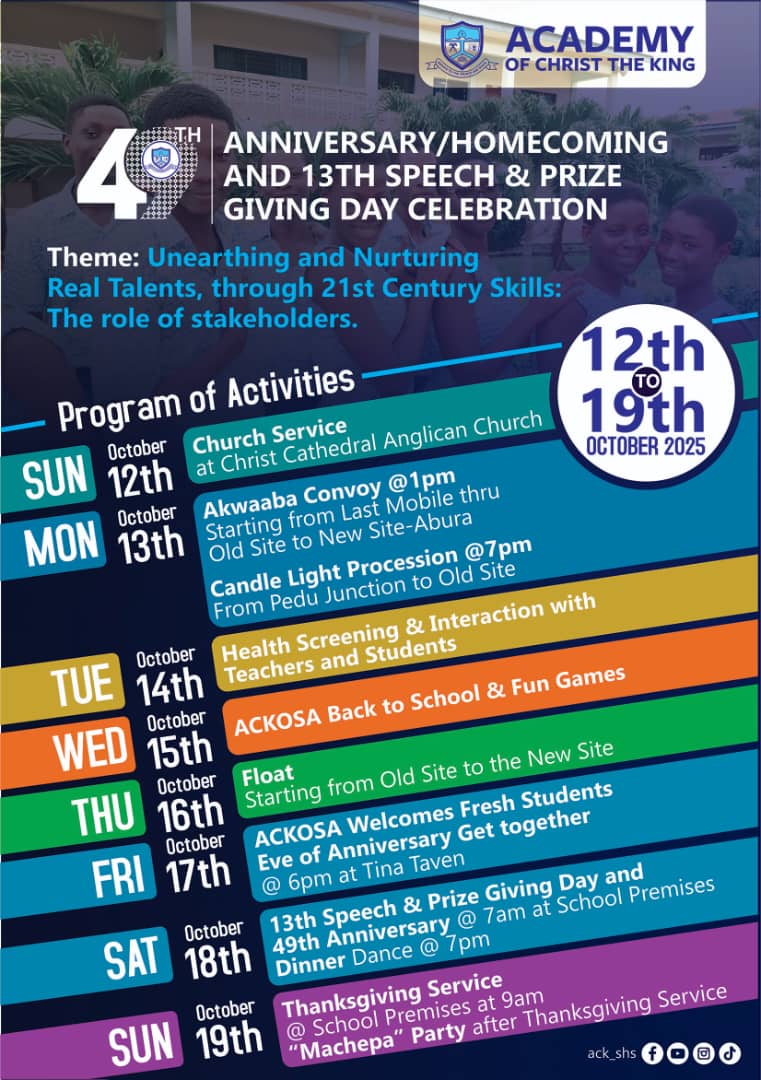 ACADEMY
OF CHRIST THE KING
49TH
ANNIVERSARY/HOMECOMING
AND 13TH SPEECH & PRIZE
GIVING DAY CELEBRATION
Theme: Unearthing and Nurturing
Real Talents, through 21st Century Skills:
The role of stakeholders.
12th
TO
19th
OCTOBER 2025
Program of Activities
SUN
October
12th
Church Service
at Christ Cathedral Anglican Church
MON
October
13th
Akwaaba Convoy @1pm
Starting from Last Mobile thru
Old Site to New Site-Abura
Candle Light Procession @7pm
From Pedu Junction to Old Site
TUE
October
14th
Health Screening & Interaction with
Teachers and Students
WED
October
15th
ACKOSA Back to School & Fun Games
THU
October
16th
Float
Starting from Old Site to the New Site
FRI
October
17th
ACKOSA Welcomes Fresh Students
Eve of Anniversary Get together
@ 6pm at Tina Taven
SAT
October
18th
13th Speech & Prize Giving Day and
49th Anniversary @ 7am at School Premises
Dinner Dance @ 7pm
SUN
October
19th
Thanksgiving Service
@ School Premises at 9am
“Machepa” Party after Thanksgiving Service
ack_shs